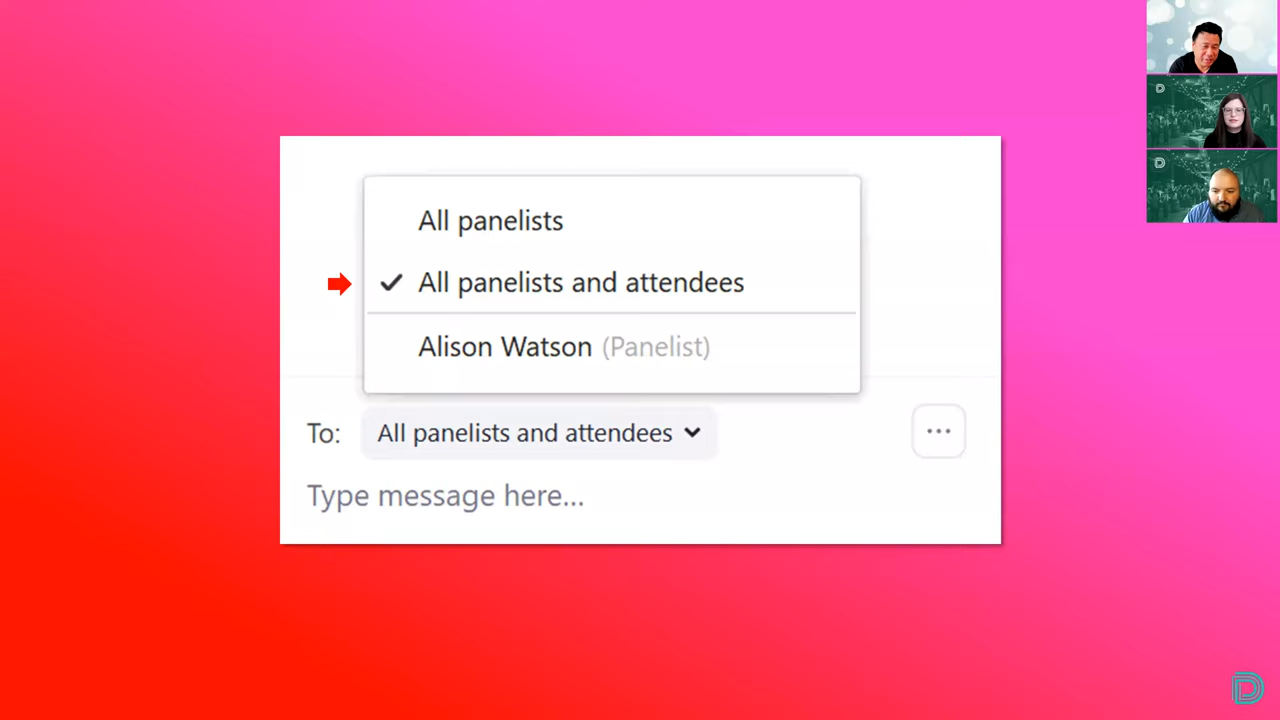 All panelists
All panelists and attendees
Alison Watson (Panelist)
To: All panelists and attendees
Type message here...